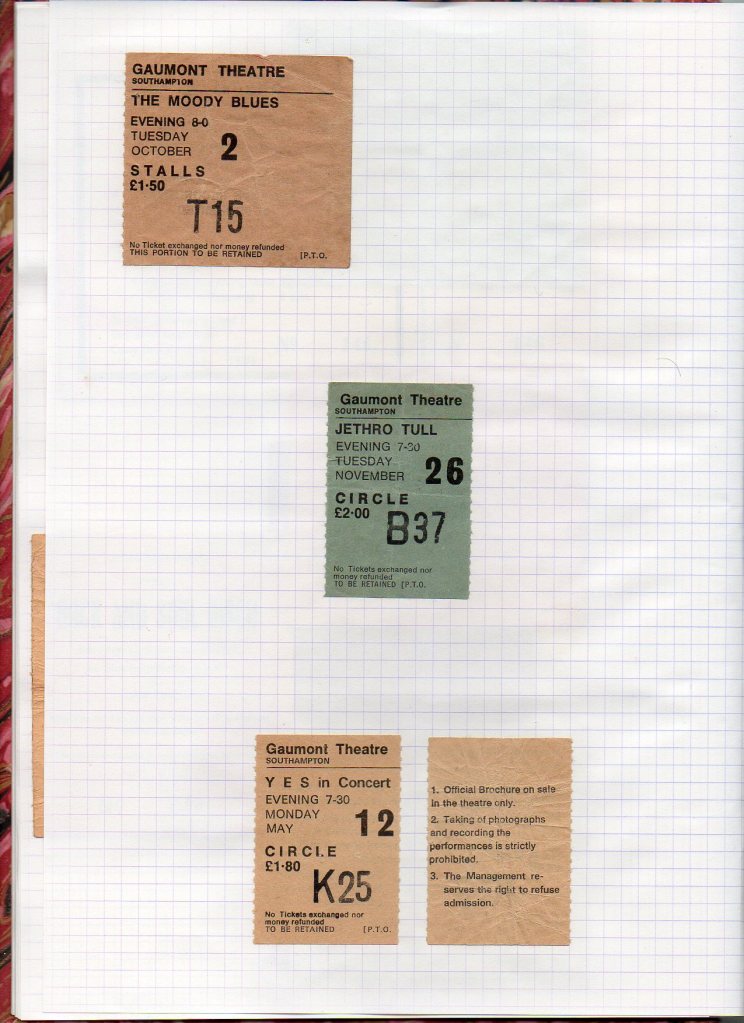 GAUMONT THEATRE
SOUTHAMPTON
THE MOODY BLUES
EVENING 8-0
TUESDAY
OCTOBER 2
STALLS
£1·50
T15
No Ticket exchanged nor money refunded
THIS PORTION TO BE RETAINED [P.T.O.
Gaumont Theatre
SOUTHAMPTON
JETHRO TULL
EVENING 7-30
TUESDAY
NOVEMBER 26
CIRCLE
£2·00
B37
No Tickets exchanged nor
money refunded
TO BE RETAINED [P.T.O.
Gaumont Theatre
SOUTHAMPTON
YES in Concert
EVENING 7-30
MONDAY
MAY 12
CIRCLE
£1·80
K25
No Tickets exchanged nor
money refunded
TO BE RETAINED [P.T.O.
1. Official Brochure on sale
in the theatre only.
2. Taking of photographs
and recording the
performances is strictly
prohibited.
3. The Management re-
serves the right to refuse
admission.